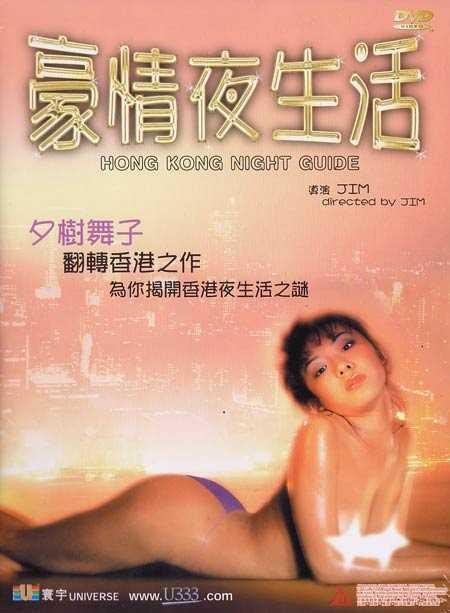 DVD
VIDEO
豪情夜生活
HONG KONG NIGHT GUIDE
導演 JIM
directed by JIM
夕樹舞子
翻轉香港之作
為你揭開香港夜生活之謎
寰宇 UNIVERSE www.U333.com